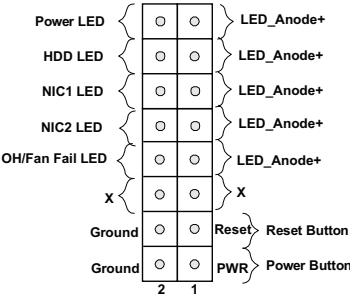 Power LED LED_Anode+
HDD LED LED_Anode+
NIC1 LED LED_Anode+
NIC2 LED LED_Anode+
OH/Fan Fail LED LED_Anode+
X X
Ground Reset Reset Button
Ground PWR Power Button
2 1